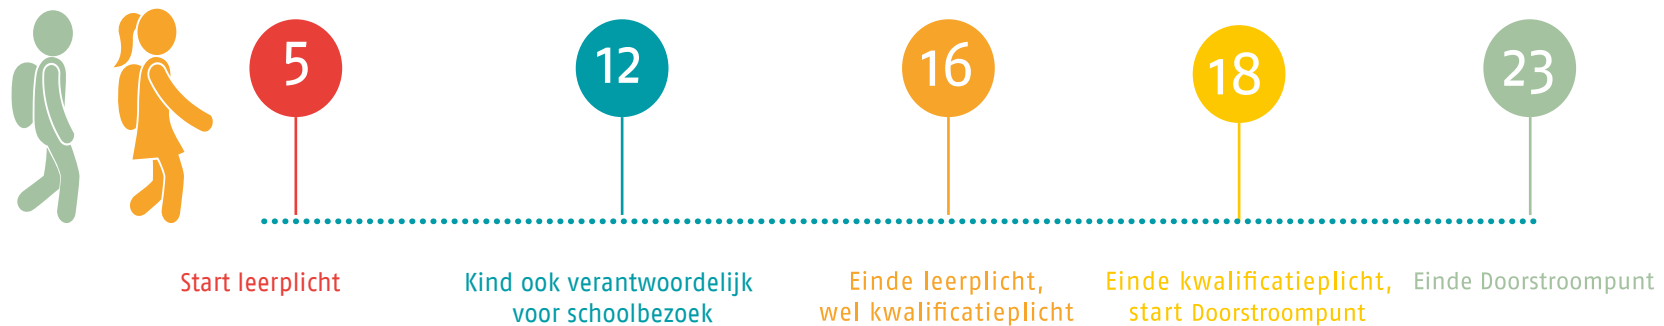 5
12
16
18
23
Start leerplicht
Kind ook verantwoordelijk
voor schoolbezoek
Einde leerplicht,
wel kwalificatieplicht
Einde kwalificatieplicht,
start Doorstroompunt
Einde Doorstroompunt